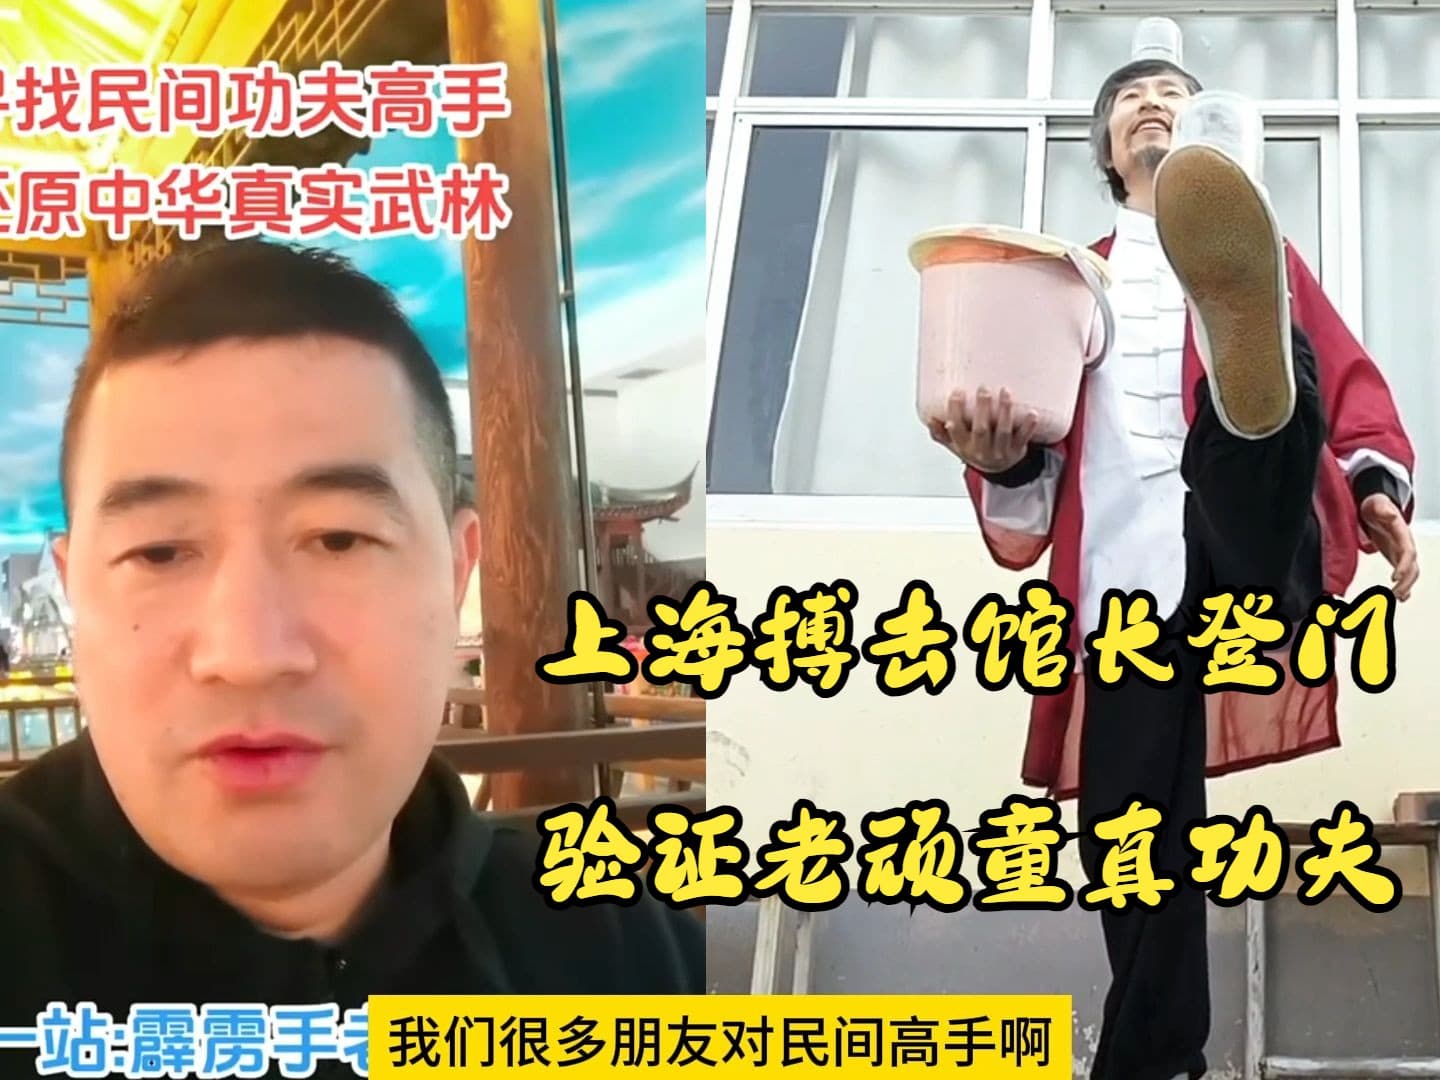 寻找民间功夫高手
还原中华真实武林
上海搏击馆长登门
验证老顽童真功夫
一站:霹雳手老
我们很多朋友对民间高手啊